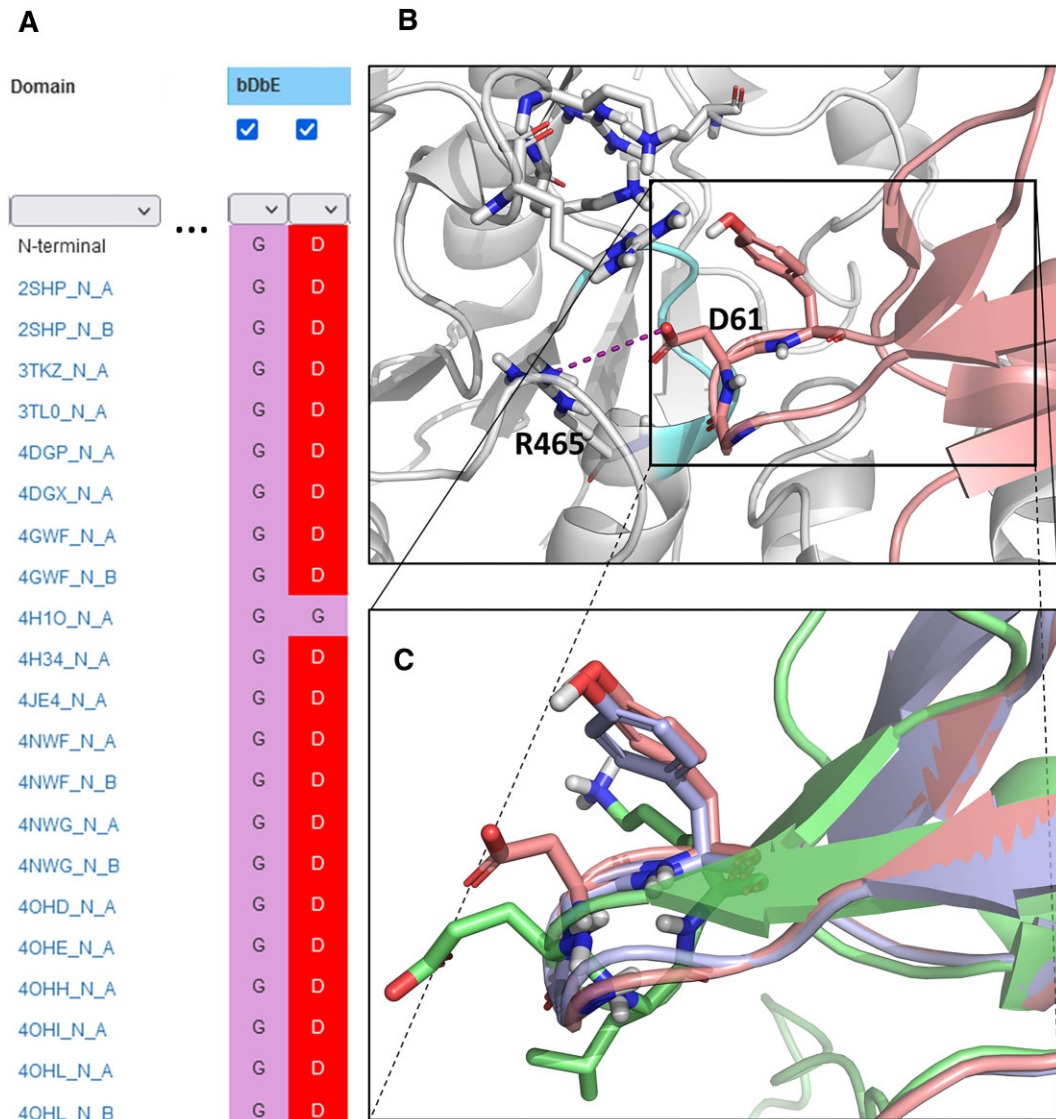 A
B
Domain
bDbE
...
N-terminal G D
2SHP_N_A G D
2SHP_N_B G D
3TKZ_N_A G D
3TL0_N_A G D
4DGP_N_A G D
4DGX_N_A G D
4GWF_N_A G D
4GWF_N_B G D
4H1O_N_A G G
4H34_N_A G D
4JE4_N_A G D
4NWF_N_A G D
4NWF_N_B G D
4NWG_N_A G D
4NWG_N_B G D
4OHD_N_A G D
4OHE_N_A G D
4OHH_N_A G D
4OHI_N_A G D
4OHL_N_A G D
4OHL_N_B G D
D61
R465
C